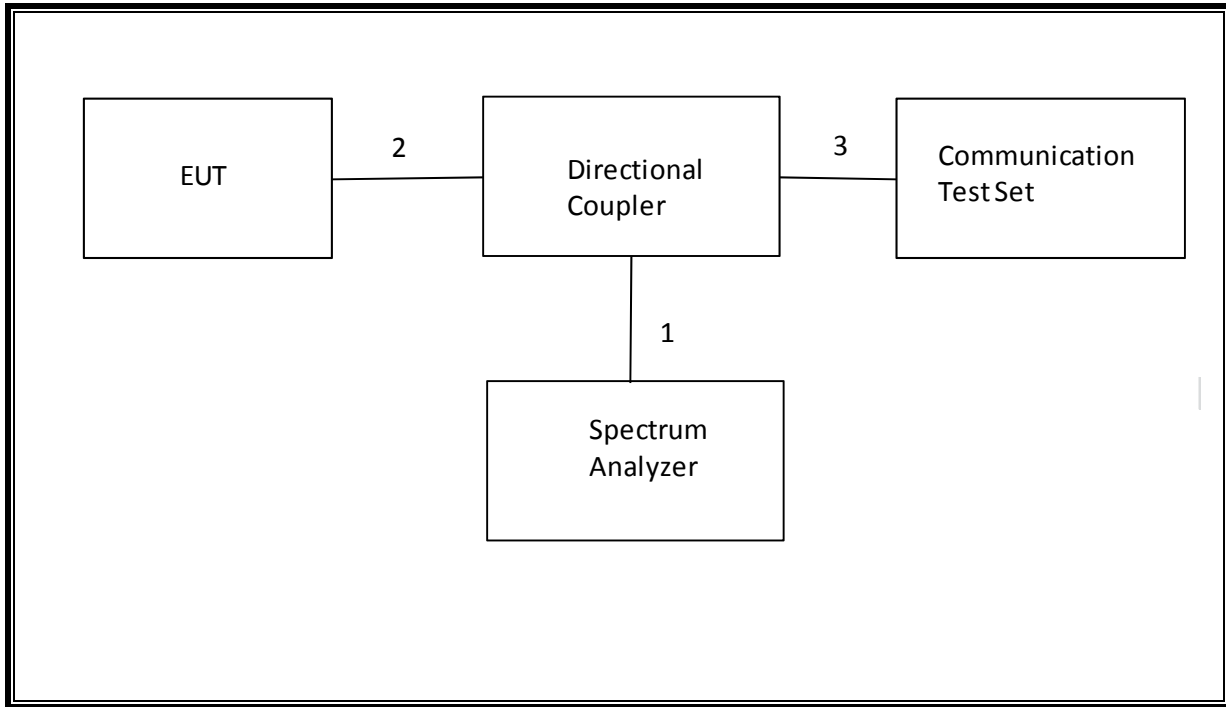 EUT
2
Directional
Coupler
3
Communication
Test Set
1
Spectrum
Analyzer